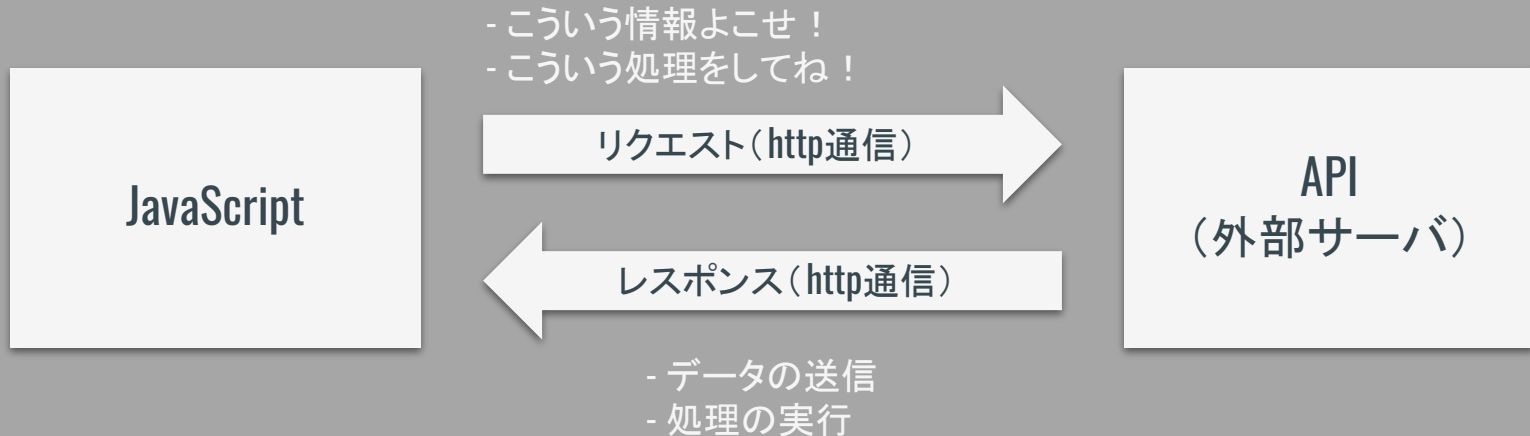 - こういう情報よこせ！
- こういう処理をしてね！
リクエスト（http通信）
JavaScript
API
（外部サーバ）
レスポンス（http通信）
- データの送信
- 処理の実行